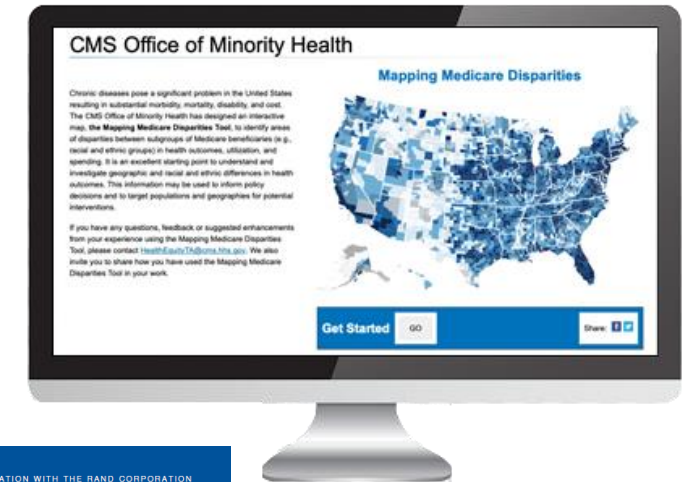 CMS Office of Minority Health
Mapping Medicare Disparities
Chronic diseases pose a significant problem in the United States
resulting in substantial morbidity, mortality, disability, and cost.
The CMS Office of Minority Health has designed an interactive
map, the Mapping Medicare Disparities Tool, to identify areas
of disparities between subgroups of Medicare beneficiaries (e.g.,
racial and ethnic groups) in health outcomes, utilization, and
spending. It is an excellent starting point to understand and
investigate geographic and racial and ethnic differences in health
outcomes. This information may be used to inform policy
decisions and to target populations and geographies for potential
interventions.
If you have any questions, feedback or suggested enhancements
from your experience using the Mapping Medicare Disparities
Tool, please contact HealthEquityTA@cms.hhs.gov. We also
invite you to share how you have used the Mapping Medicare
Disparities Tool in your work.
Get Started GO Share:
ATION WITH THE RAND CORPORATION